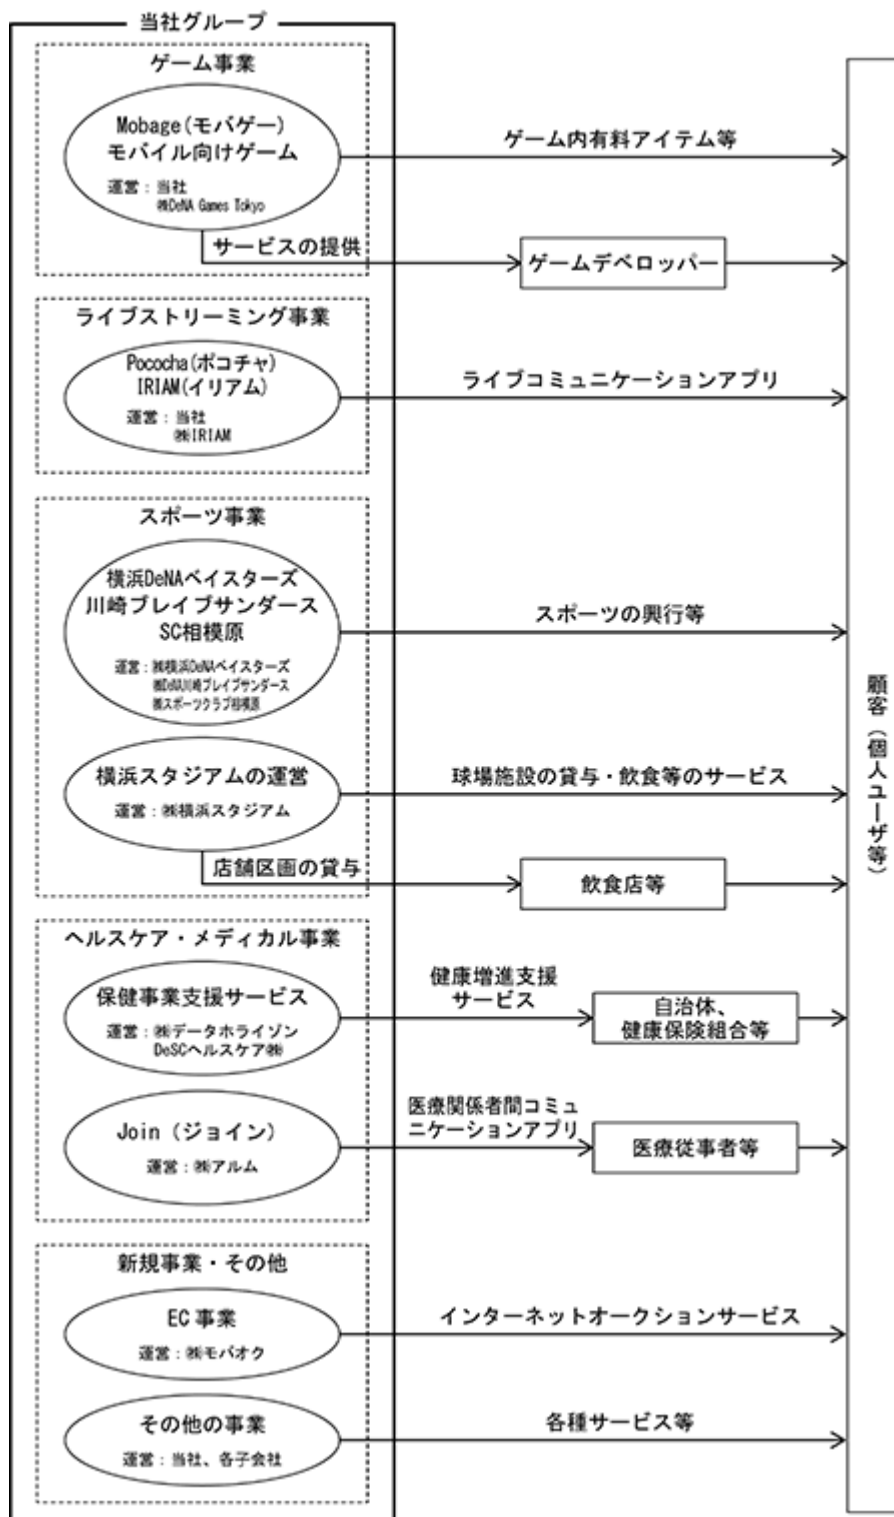 当社グループ
ゲーム事業
Mobage(モバゲー)
モバイル向けゲーム
運営：当社
㈱DeNA Games Tokyo
ゲーム内有料アイテム等
サービスの提供
ゲームデベロッパー
ライブストリーミング事業
Pococha(ポコチャ)
IRIAM(イリアム)
運営：当社
㈱IRIAM
ライブコミュニケーションアプリ
スポーツ事業
横浜DeNAベイスターズ
川崎ブレイブサンダース
SC相模原
運営：㈱横浜DeNAベイスターズ
㈱DeNA川崎ブレイブサンダース
㈱スポーツクラブ相模原
スポーツの興行等
横浜スタジアムの運営
運営：㈱横浜スタジアム
球場施設の貸与・飲食等のサービス
店舗区画の貸与
飲食店等
ヘルスケア・メディカル事業
保健事業支援サービス
運営：㈱データホライゾン
DeSCヘルスケア㈱
健康増進支援
サービス
自治体、
健康保険組合等
Join（ジョイン）
運営：㈱アルム
医療関係者間コミュ
ニケーションアプリ
医療従事者等
新規事業・その他
EC事業
運営：㈱モバオク
インターネットオークションサービス
その他の事業
運営：当社、各子会社
各種サービス等
顧客（個人ユーザ等）